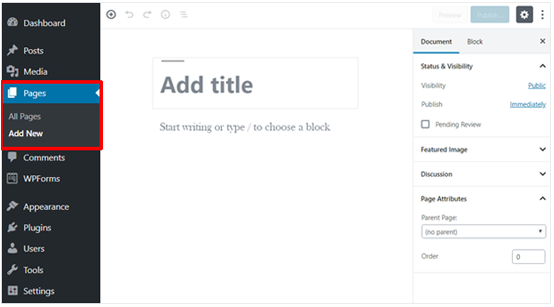 Dashboard
Posts
Media
Pages
All Pages
Add New
Comments
WPForms
Appearance
Plugins
Users
Tools
Settings
Preview
Publish...
Add title
Start writing or type / to choose a block
Document Block
Status & Visibility
Visibility Public
Publish Immediately
Pending Review
Featured Image
Discussion
Page Attributes
Parent Page:
(no parent)
Order 0